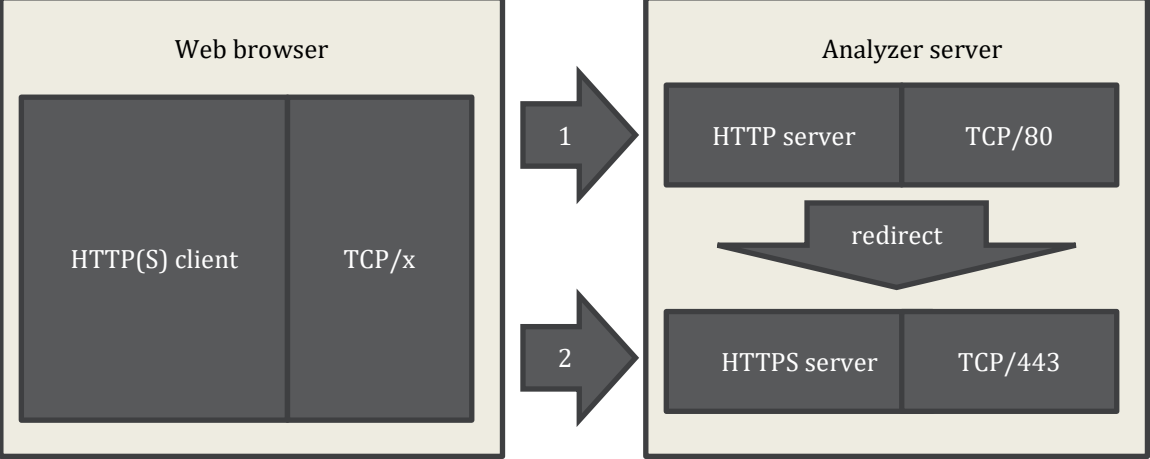 Web browser
HTTP(S) client
TCP/x
1
2
Analyzer server
HTTP server
TCP/80
redirect
HTTPS server
TCP/443